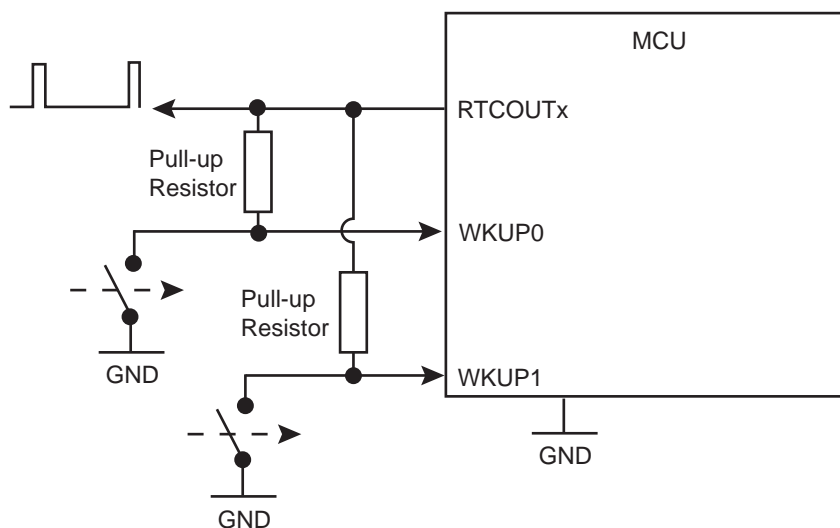 MCU
RTCOUTx
Pull-up
Resistor
WKUP0
Pull-up
Resistor
GND
WKUP1
GND
GND